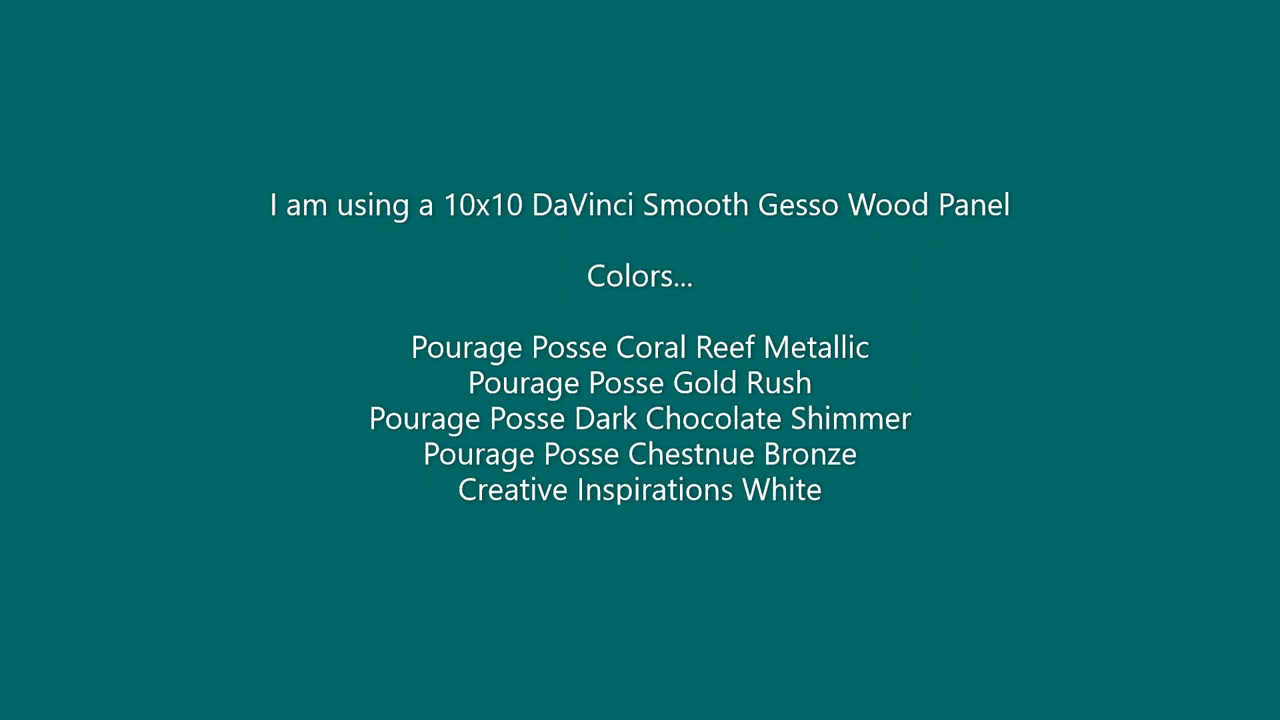 I am using a 10x10 DaVinci Smooth Gesso Wood Panel
Colors...
Pourage Posse Coral Reef Metallic
Pourage Posse Gold Rush
Pourage Posse Dark Chocolate Shimmer
Pourage Posse Chestnue Bronze
Creative Inspirations White